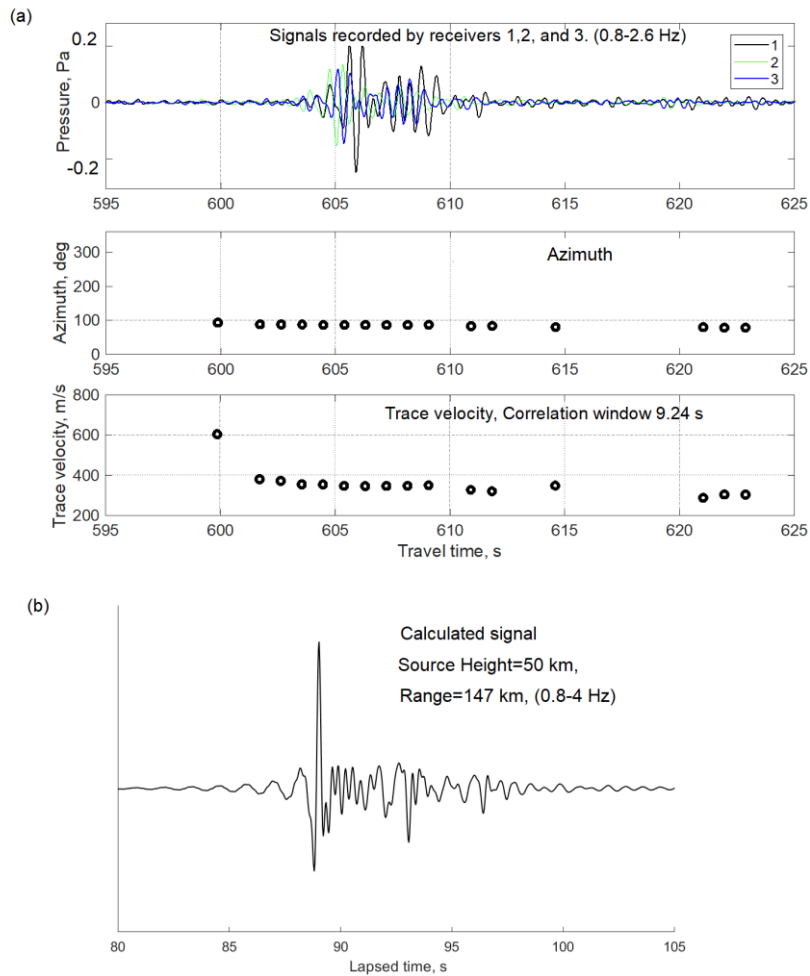 (a)
Signals recorded by receivers 1,2, and 3. (0.8-2.6 Hz)
1
2
3
Pressure, Pa
0.2
0
-0.2
595 600 605 610 615 620 625
Azimuth
Azimuth, deg
300
200
100
0
595 600 605 610 615 620 625
Trace velocity, Correlation window 9.24 s
Trace velocity, m/s
800
600
400
200
595 600 605 610 615 620 625
Travel time, s
(b)
Calculated signal
Source Height=50 km,
Range=147 km, (0.8-4 Hz)
80 85 90 95 100 105
Lapsed time, s